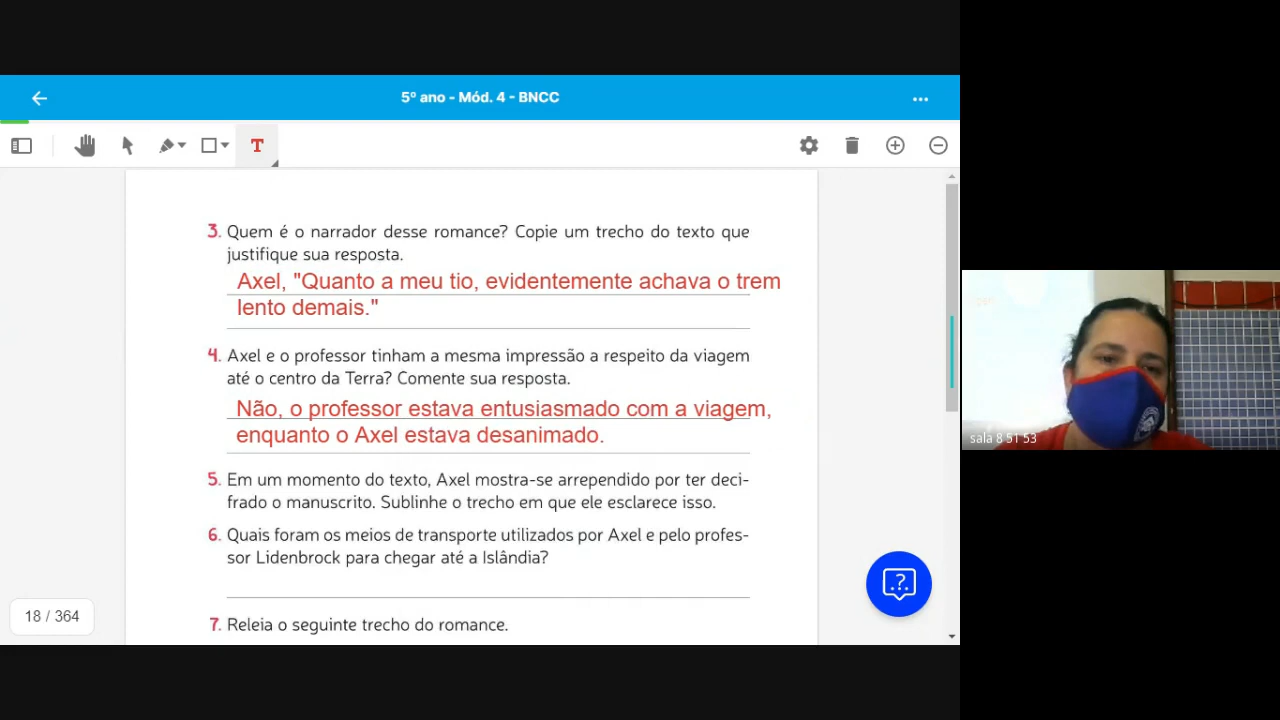 5º ano - Mód. 4 - BNCC
T
3. Quem é o narrador desse romance? Copie um trecho do texto que
justifique sua resposta.
Axel, "Quanto a meu tio, evidentemente achava o trem
lento demais."
4. Axel e o professor tinham a mesma impressão a respeito da viagem
até o centro da Terra? Comente sua resposta.
Não, o professor estava entusiasmado com a viagem,
enquanto o Axel estava desanimado.
5. Em um momento do texto, Axel mostra-se arrependido por ter deci-
frado o manuscrito. Sublinhe o trecho em que ele esclarece isso.
6. Quais foram os meios de transporte utilizados por Axel e pelo profes-
sor Lidenbrock para chegar até a Islândia?
7. Releia o seguinte trecho do romance.
18 / 364
sala 8 51 53